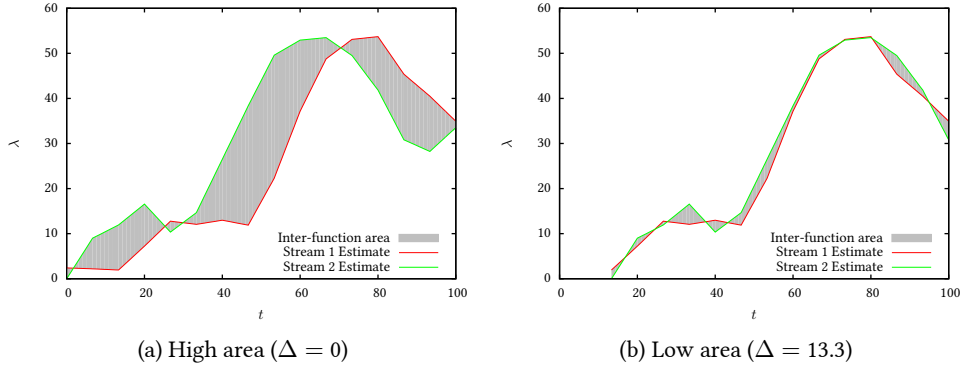 60
50
40
30
20
10
0
λ
0 20 40 60 80 100
t
Inter-function area
Stream 1 Estimate
Stream 2 Estimate
(a) High area (Δ = 0)
60
50
40
30
20
10
0
λ
0 20 40 60 80 100
t
Inter-function area
Stream 1 Estimate
Stream 2 Estimate
(b) Low area (Δ = 13.3)